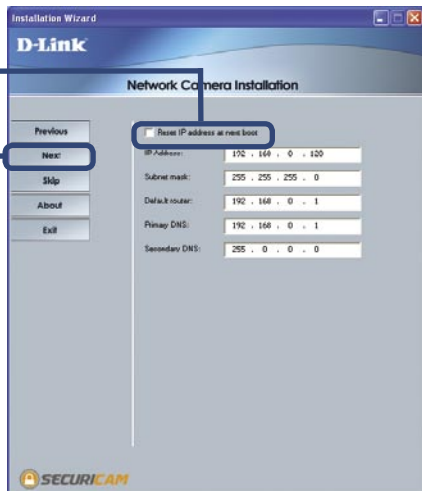 Installation Wizard
D-Link
Network Camera Installation
Previous
Next
Skip
About
Exit
Reset IP address at next boot
IP Address: 192 . 168 . 0 . 120
Subnet mask: 255 . 255 . 255 . 0
Default router: 192 . 168 . 0 . 1
Primary DNS: 192 . 168 . 0 . 1
Secondary DNS: 255 . 0 . 0 . 0
SECURICAM